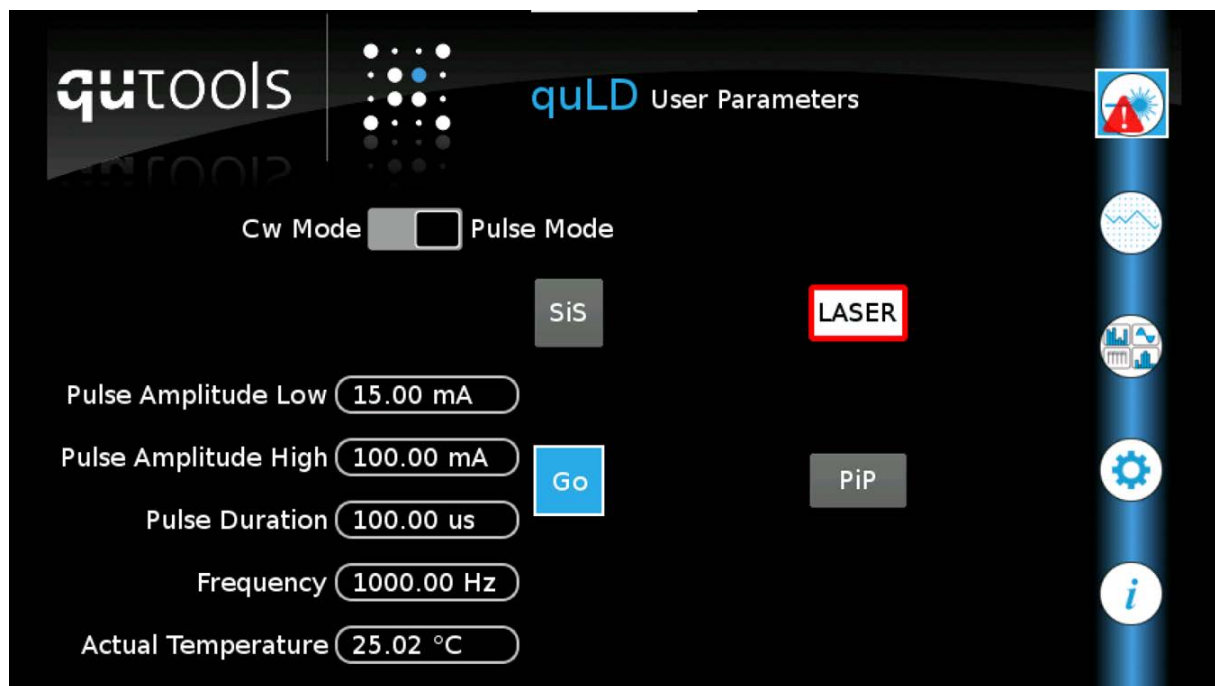 qutools
quLD User Parameters
Cw Mode Pulse Mode
SiS LASER
Pulse Amplitude Low 15.00 mA
Pulse Amplitude High 100.00 mA
Go PiP
Pulse Duration 100.00 us
Frequency 1000.00 Hz
Actual Temperature 25.02 °C
i